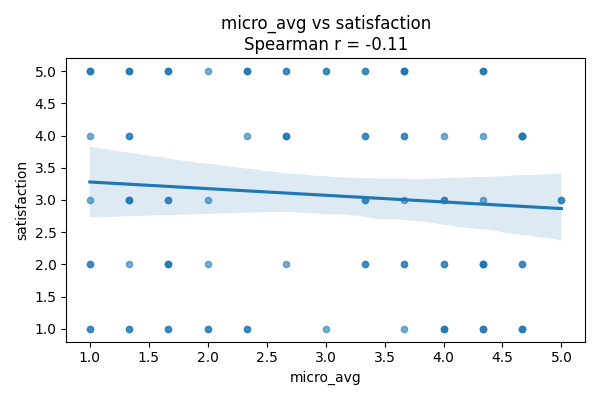 micro_avg vs satisfaction
Spearman r = -0.11
satisfaction
5.0
4.5
4.0
3.5
3.0
2.5
2.0
1.5
1.0
1.0 1.5 2.0 2.5 3.0 3.5 4.0 4.5 5.0
micro_avg